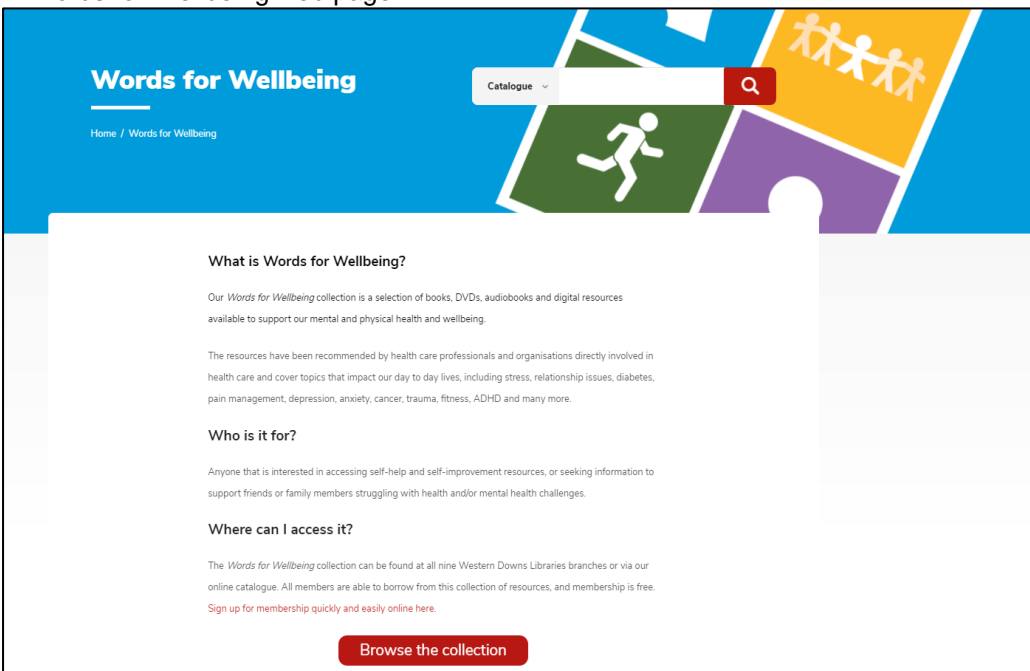 Words for Wellbeing
Catalogue
Home / Words for Wellbeing
What is Words for Wellbeing?
Our Words for Wellbeing collection is a selection of books, DVDs, audiobooks and digital resources
available to support our mental and physical health and wellbeing.
The resources have been recommended by health care professionals and organisations directly involved in
health care and cover topics that impact our day to day lives, including stress, relationship issues, diabetes,
pain management, depression, anxiety, cancer, trauma, fitness, ADHD and many more.
Who is it for?
Anyone that is interested in accessing self-help and self-improvement resources, or seeking information to
support friends or family members struggling with health and/or mental health challenges.
Where can I access it?
The Words for Wellbeing collection can be found at all nine Western Downs Libraries branches or via our
online catalogue. All members are able to borrow from this collection of resources, and membership is free.
Sign up for membership quickly and easily online here.
Browse the collection